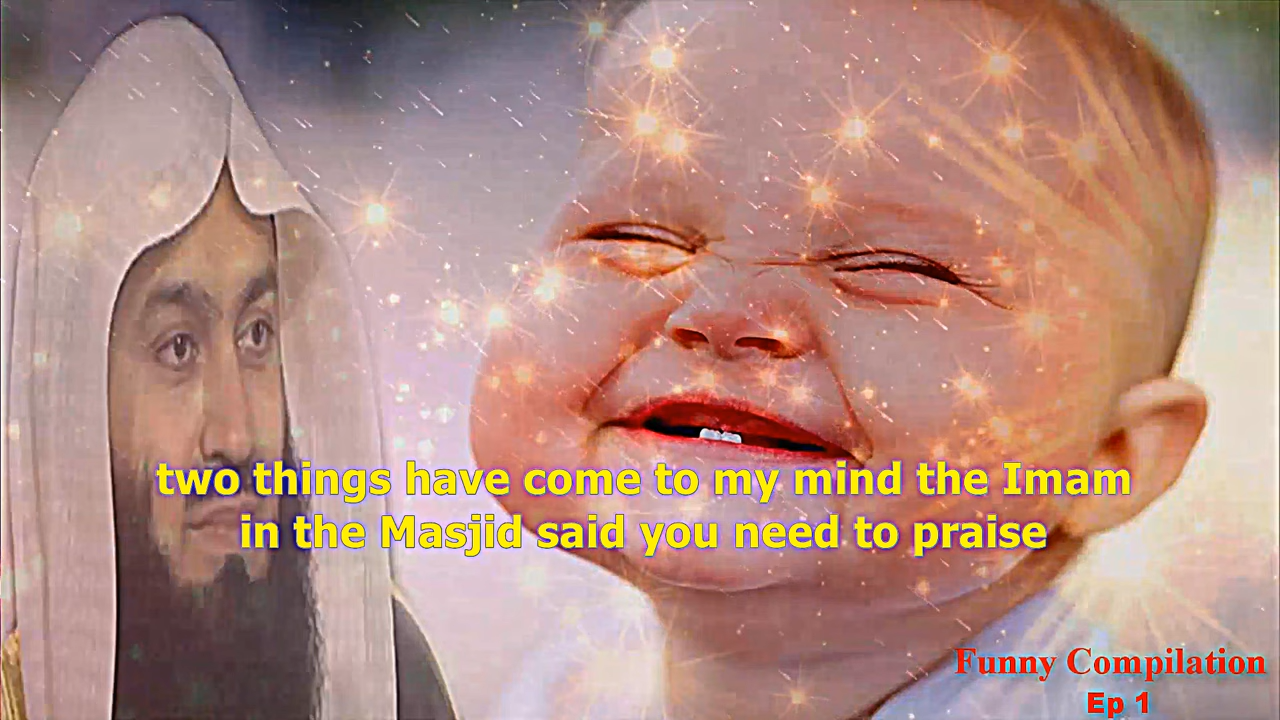 two things have come to my mind the Imam
in the Masjid said you need to praise
Funny Compilation
Ep 1